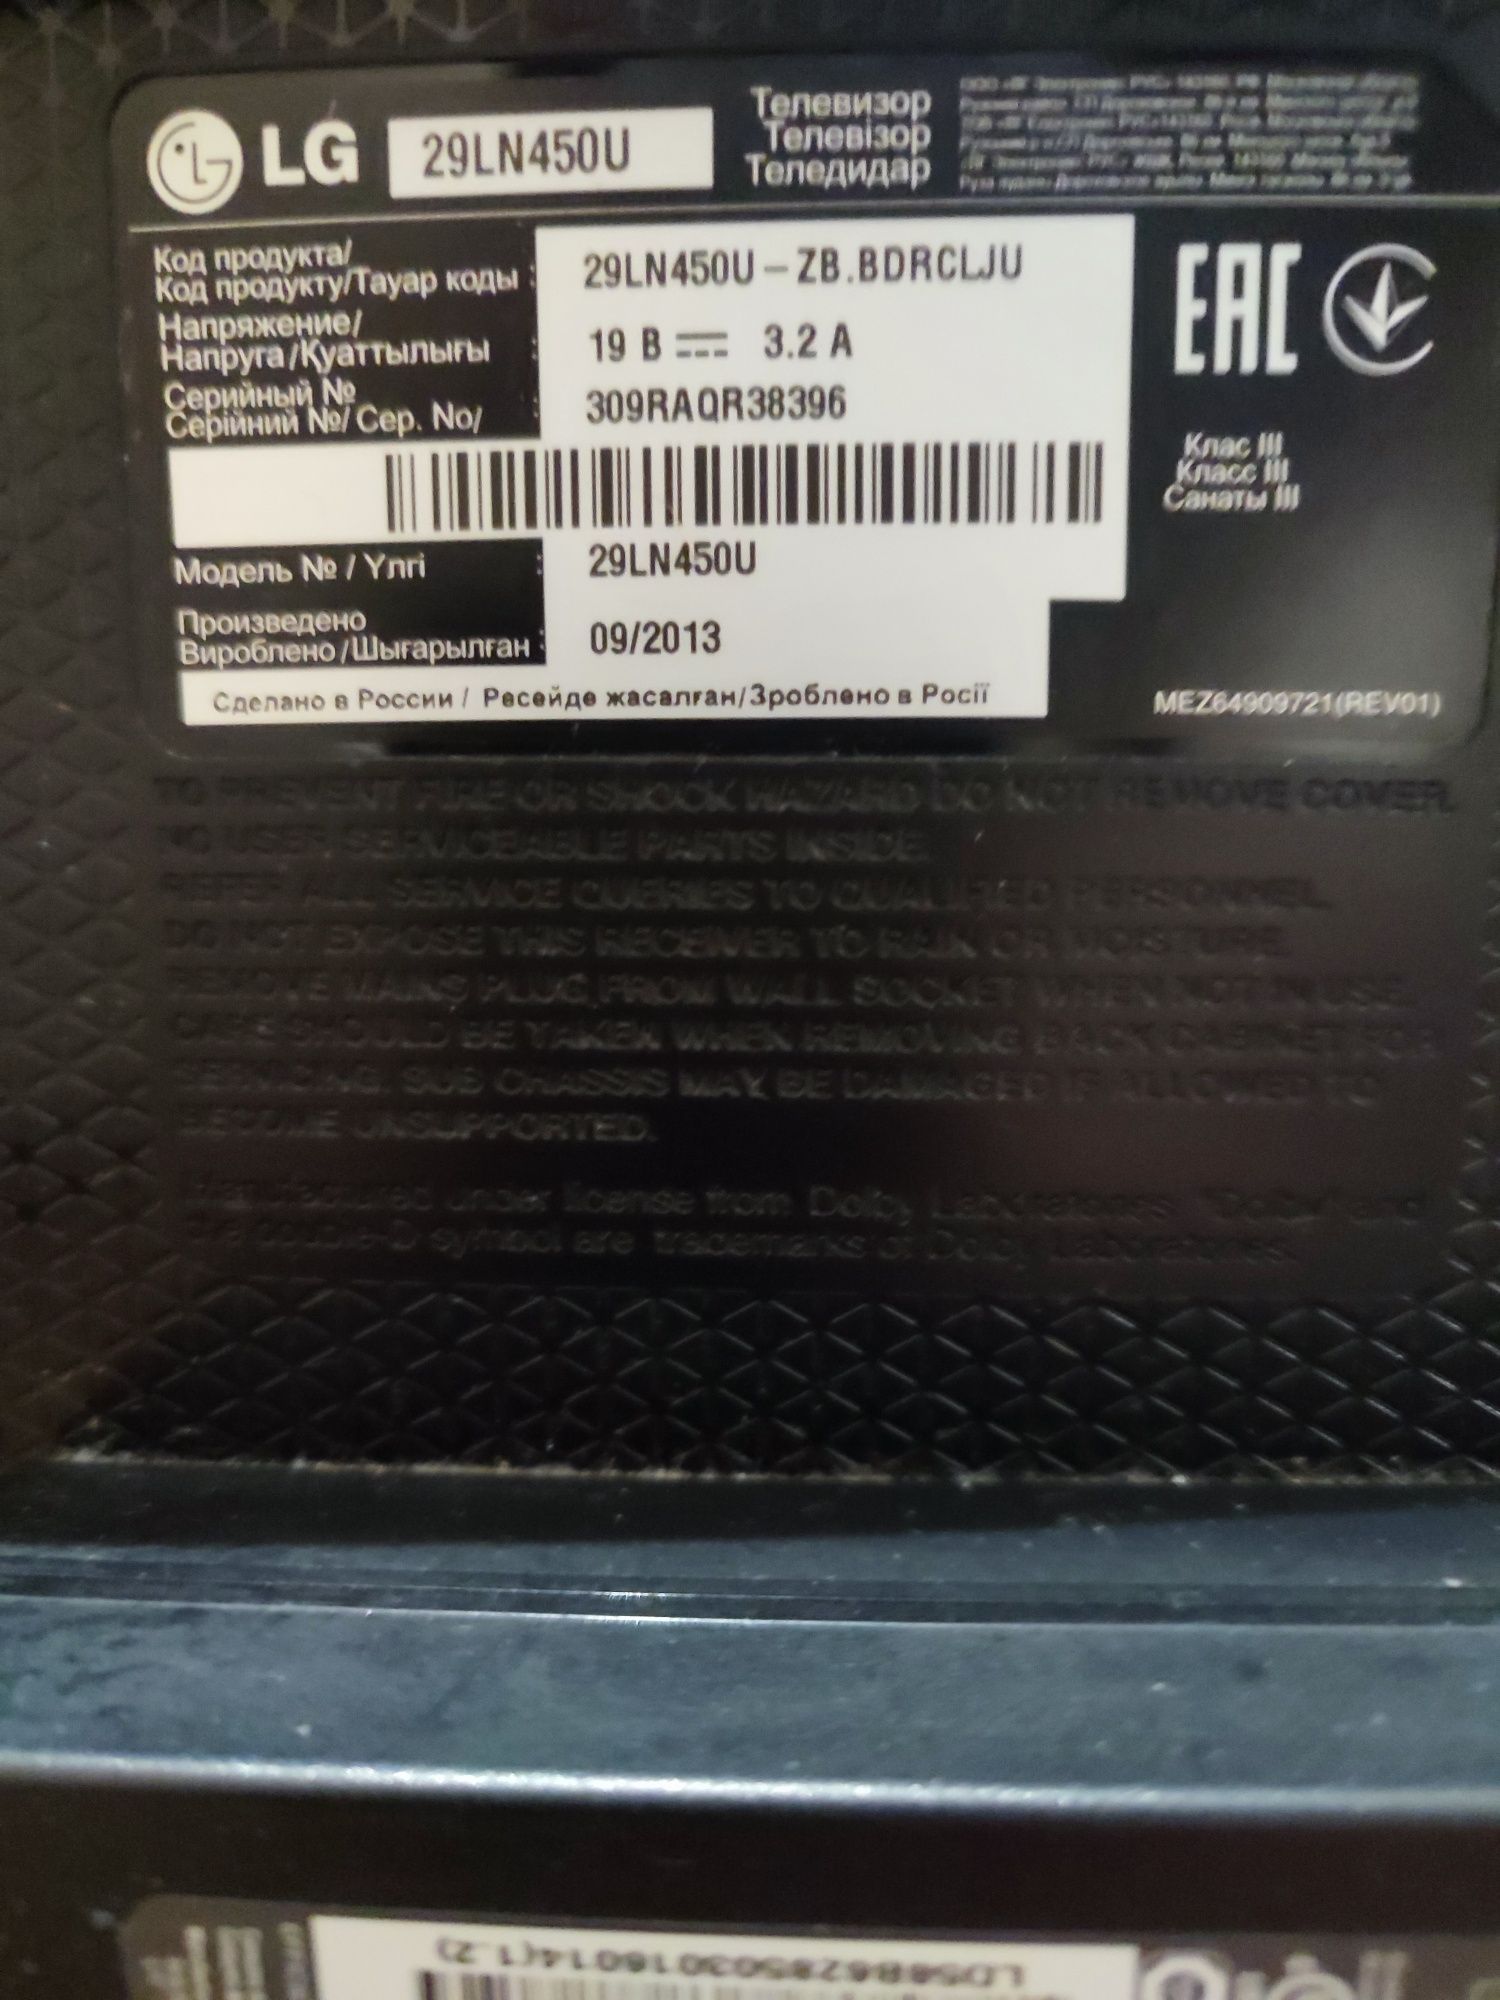 LG 29LN450U
Телевизор
Телевізор
Теледидар
Код продукта/
Код продукту/Тауар коды : 29LN450U-ZB.BDRCLJU
Напряжение/
Напруга/Қуаттылығы : 19 В 3.2 А
Серийный №
Серійний №/ Сер. No/ : 309RAQR38396
EAC
Клас III
Класс III
Санаты III
Модель № / Үлгі : 29LN450U
Произведено
Вироблено/Шығарылған : 09/2013
Сделано в России / Ресейде жасалған/Зроблено в Росії
MEZ64909721(REV01)
TO PREVENT FIRE OR SHOCK HAZARD DO NOT REMOVE COVER.
NO USER SERVICEABLE PARTS INSIDE.
REFER ALL SERVICE QUERIES TO QUALIFIED PERSONNEL.
DO NOT EXPOSE THIS RECEIVER TO RAIN OR MOISTURE.
REMOVE MAINS PLUG FROM WALL SOCKET WHEN NOT IN USE.
CARE SHOULD BE TAKEN WHEN REMOVING BACK CABINET FOR
SERVICING. SUB CHASSIS MAY BE DAMAGED IF ALLOWED TO
BECOME UNSUPPORTED.
Manufactured under license from Dolby Laboratories. "Dolby" and
the double-D symbol are trademarks of Dolby Laboratories.